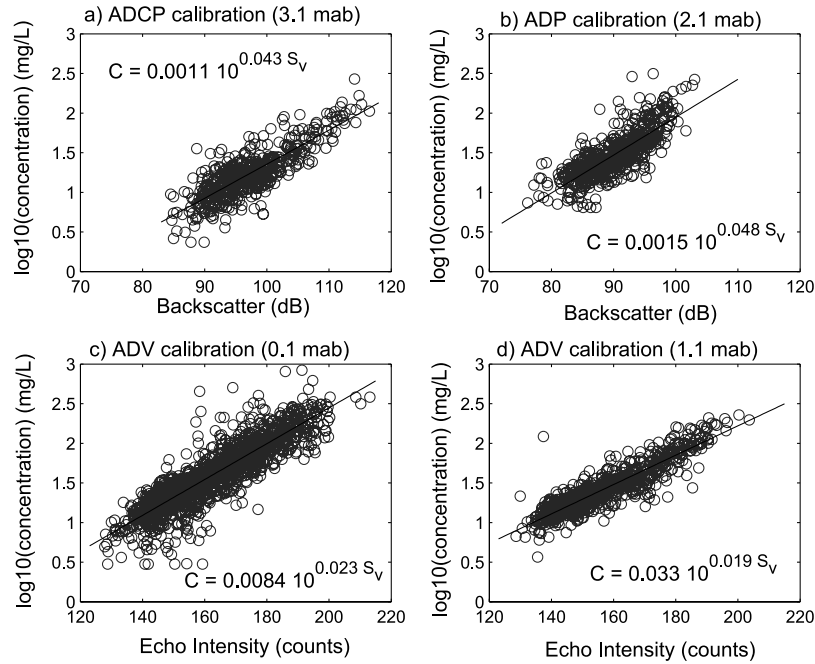 a) ADCP calibration (3.1 mab)
log10(concentration) (mg/L)
3
2.5
2
1.5
1
0.5
0
C = 0.0011 10^0.043 S_v
70 80 90 100 110 120
Backscatter (dB)
b) ADP calibration (2.1 mab)
log10(concentration) (mg/L)
3
2.5
2
1.5
1
0.5
0
C = 0.0015 10^0.048 S_v
70 80 90 100 110 120
Backscatter (dB)
c) ADV calibration (0.1 mab)
log10(concentration) (mg/L)
3
2.5
2
1.5
1
0.5
0
C = 0.0084 10^0.023 S_v
120 140 160 180 200 220
Echo Intensity (counts)
d) ADV calibration (1.1 mab)
log10(concentration) (mg/L)
3
2.5
2
1.5
1
0.5
0
C = 0.033 10^0.019 S_v
120 140 160 180 200 220
Echo Intensity (counts)